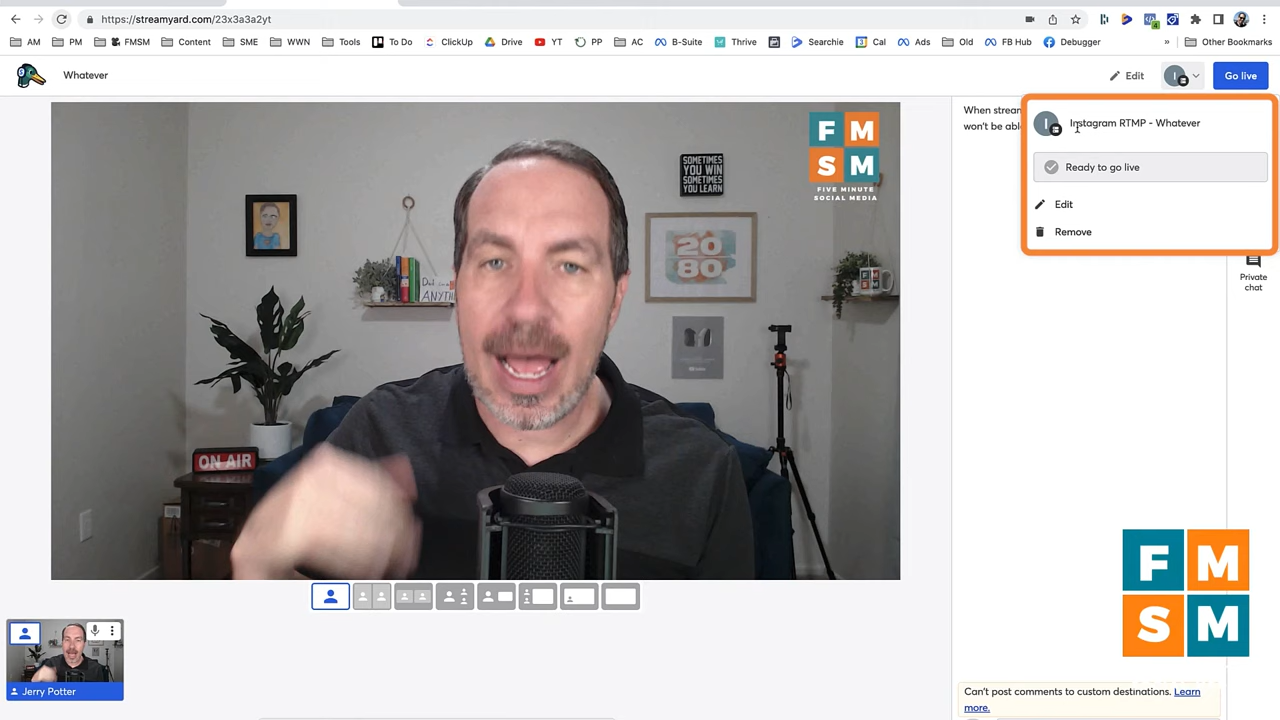 https://streamyard.com/23x3a3a2yt
AM
PM
FMSM
Content
SME
WWN
Tools
To Do
ClickUp
Drive
YT
PP
AC
B-Suite
Thrive
Searchie
Cal
Ads
Old
FB Hub
Debugger
»
Other Bookmarks
Whatever
Edit
I
Go live
When stream
won't be abl
I
Instagram RTMP - Whatever
Ready to go live
Edit
Remove
Private
chat
F M
S M
FIVE MINUTE
SOCIAL MEDIA
SOMETIMES
YOU WIN
SOMETIMES
YOU LEARN
20
80
ANYTH
F M
S M
ON AIR
F M
S M
Jerry Potter
Can't post comments to custom destinations. Learn
more.